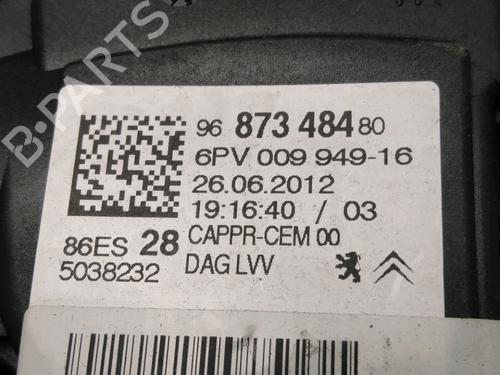 96 873 484 80
6PV 009 949-16
26.06.2012
19:16:40 / 03
86ES 28 CAPPR-CEM 00
5038232 DAG LVV
B-PARTS